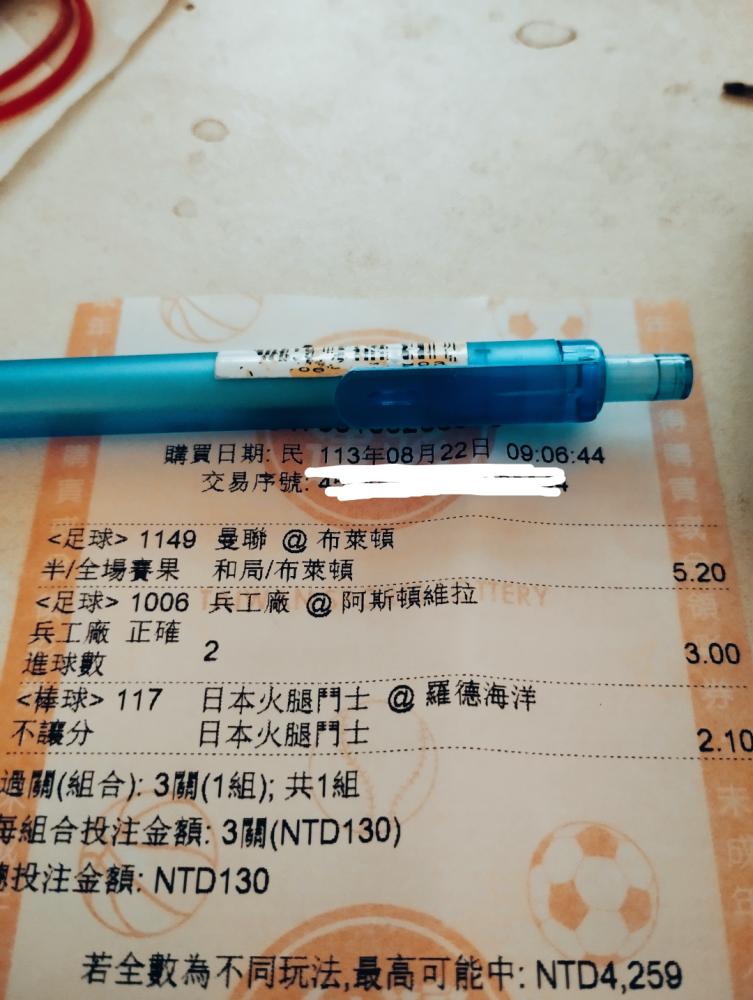 購買日期: 民 113年08月22日 09:06:44
交易序號:
<足球> 1149 曼聯 @ 布萊頓
半/全場賽果 和局/布萊頓 5.20
<足球> 1006 兵工廠 @ 阿斯頓維拉
兵工廠 正確
進球數 2 3.00
<棒球> 117 日本火腿鬥士 @ 羅德海洋
不讓分 日本火腿鬥士 2.10
過關(組合): 3關(1組); 共1組
每組合投注金額: 3關(NTD130)
總投注金額: NTD130
若全數為不同玩法,最高可能中: NTD4,259